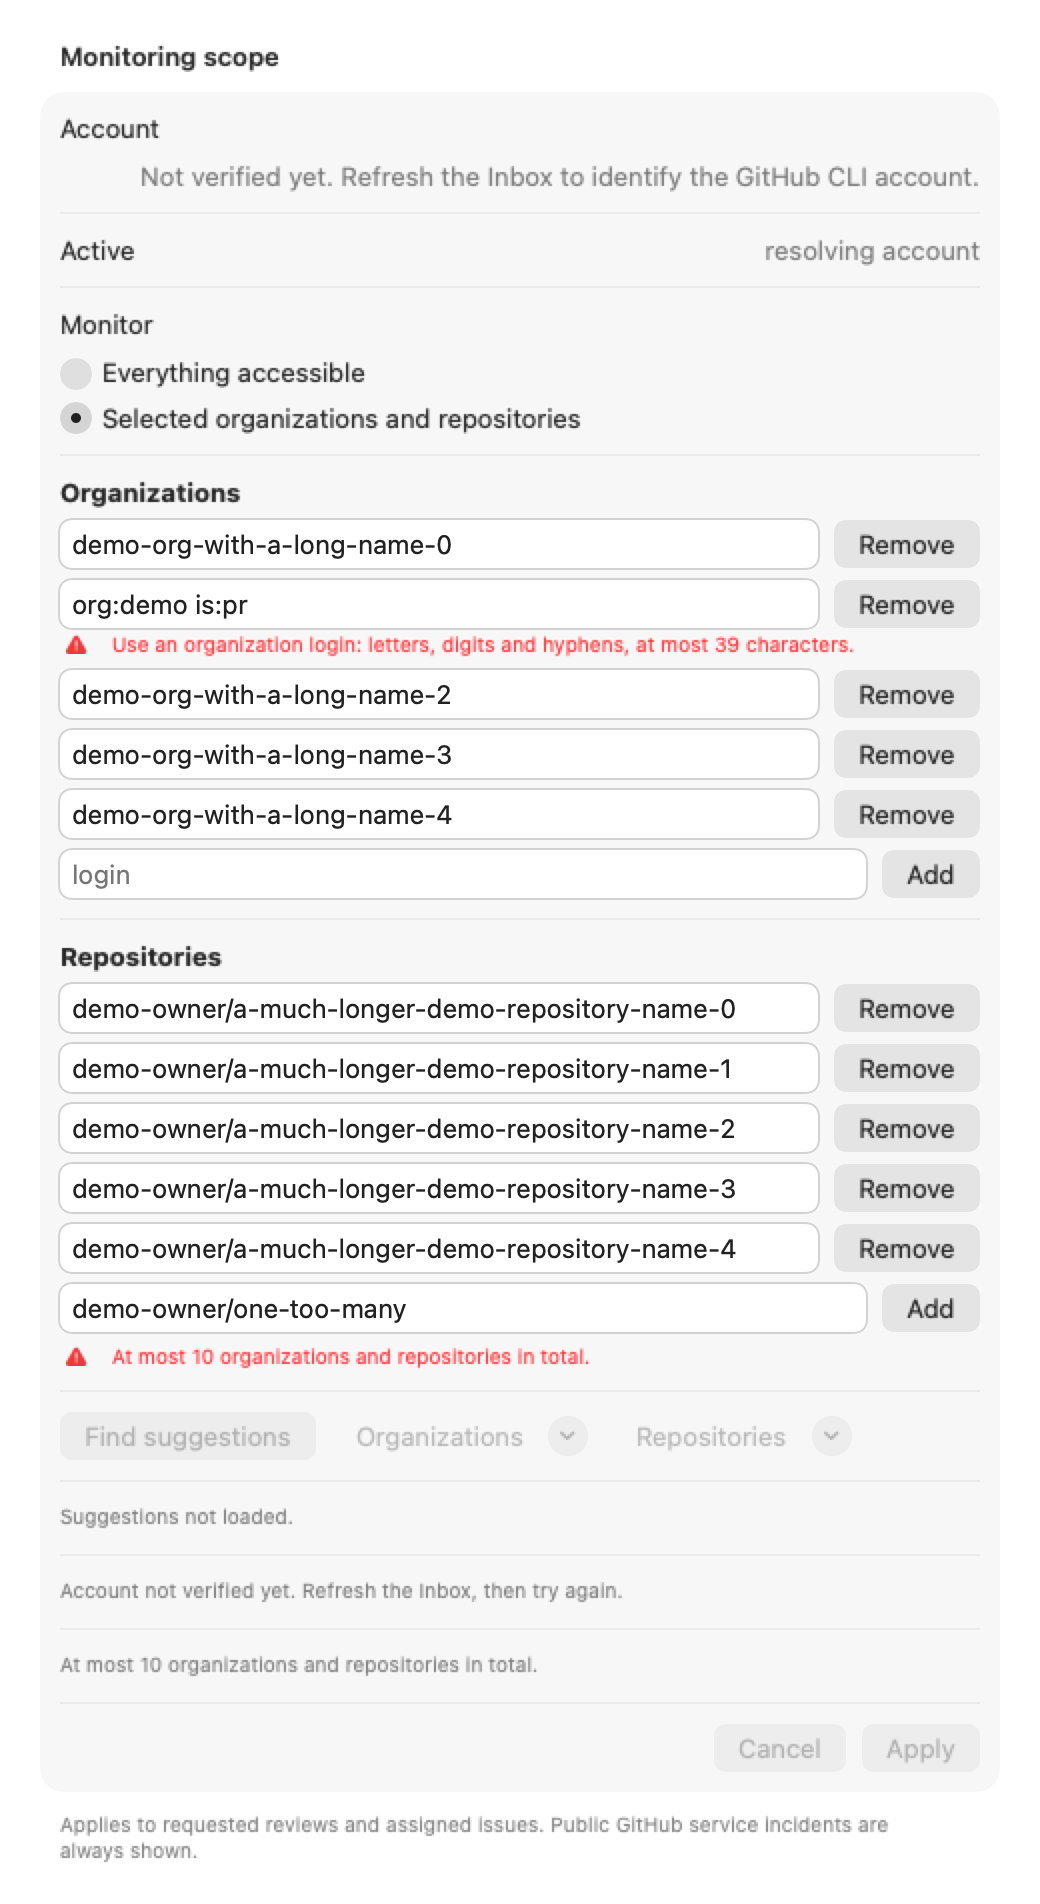 Monitoring scope
Account
Not verified yet. Refresh the Inbox to identify the GitHub CLI account.
Active resolving account
Monitor
Everything accessible
Selected organizations and repositories
Organizations
demo-org-with-a-long-name-0 Remove
org:demo is:pr Remove
Use an organization login: letters, digits and hyphens, at most 39 characters.
demo-org-with-a-long-name-2 Remove
demo-org-with-a-long-name-3 Remove
demo-org-with-a-long-name-4 Remove
login Add
Repositories
demo-owner/a-much-longer-demo-repository-name-0 Remove
demo-owner/a-much-longer-demo-repository-name-1 Remove
demo-owner/a-much-longer-demo-repository-name-2 Remove
demo-owner/a-much-longer-demo-repository-name-3 Remove
demo-owner/a-much-longer-demo-repository-name-4 Remove
demo-owner/one-too-many Add
At most 10 organizations and repositories in total.
Find suggestions Organizations Repositories
Suggestions not loaded.
Account not verified yet. Refresh the Inbox, then try again.
At most 10 organizations and repositories in total.
Cancel Apply
Applies to requested reviews and assigned issues. Public GitHub service incidents are
always shown.